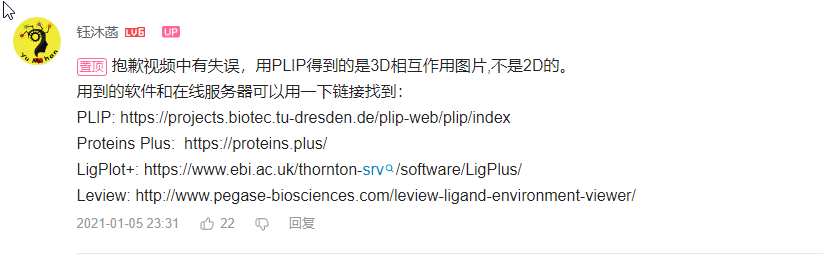 钰沐菡 LV6 UP
置顶 抱歉视频中有失误，用PLIP得到的是3D相互作用图片,不是2D的。
用到的软件和在线服务器可以用一下链接找到：
PLIP: https://projects.biotec.tu-dresden.de/plip-web/plip/index
Proteins Plus: https://proteins.plus/
LigPlot+: https://www.ebi.ac.uk/thornton-srv/software/LigPlus/
Leview: http://www.pegase-biosciences.com/leview-ligand-environment-viewer/
2021-01-05 23:31 22 回复
Yu Mu han